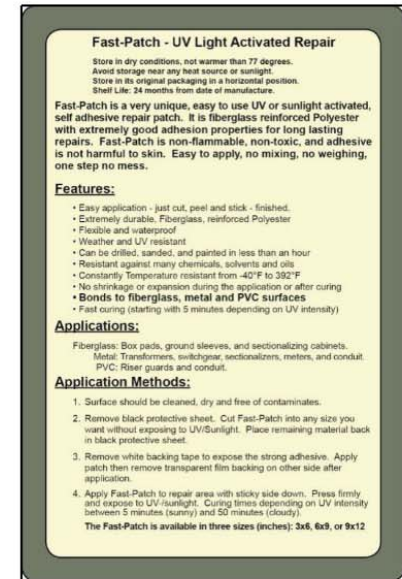 Fast-Patch - UV Light Activated Repair
Store in dry conditions, not warmer than 77 degrees.
Avoid storage near any heat source or sunlight.
Store in its original packaging in a horizontal position.
Shelf Life: 24 months from date of manufacture.
Fast-Patch is a very unique, easy to use UV or sunlight activated,
self adhesive repair patch. It is fiberglass reinforced Polyester
with extremely good adhesion properties for long lasting
repairs. Fast-Patch is non-flammable, non-toxic, and adhesive
is not harmful to skin. Easy to apply, no mixing, no weighing,
one step no mess.
Features:
• Easy application - just cut, peel and stick - finished.
• Extremely durable, Fiberglass, reinforced Polyester
• Flexible and waterproof
• Weather and UV resistant
• Can be drilled, sanded, and painted in less than an hour
• Resistant against many chemicals, solvents and oils
• Constantly Temperature resistant from -40°F to 392°F
• No shrinkage or expansion during the application or after curing
• Bonds to fiberglass, metal and PVC surfaces
• Fast curing (starting with 5 minutes depending on UV intensity)
Applications:
Fiberglass: Box pads, ground sleeves, and sectionalizing cabinets.
Metal: Transformers, switchgear, sectionalizers, meters, and conduit.
PVC: Riser guards and conduit.
Application Methods:
1. Surface should be cleaned, dry and free of contaminates.
2. Remove black protective sheet. Cut Fast-Patch into any size you
want without exposing to UV/Sunlight. Place remaining material back
in black protective sheet.
3. Remove white backing tape to expose the strong adhesive. Apply
patch then remove transparent film backing on other side after
application.
4. Apply Fast-Patch to repair area with sticky side down. Press firmly
and expose to UV-/sunlight. Curing times depending on UV intensity
between 5 minutes (sunny) and 50 minutes (cloudy).
The Fast-Patch is available in three sizes (inches): 3x6, 6x9, or 9x12